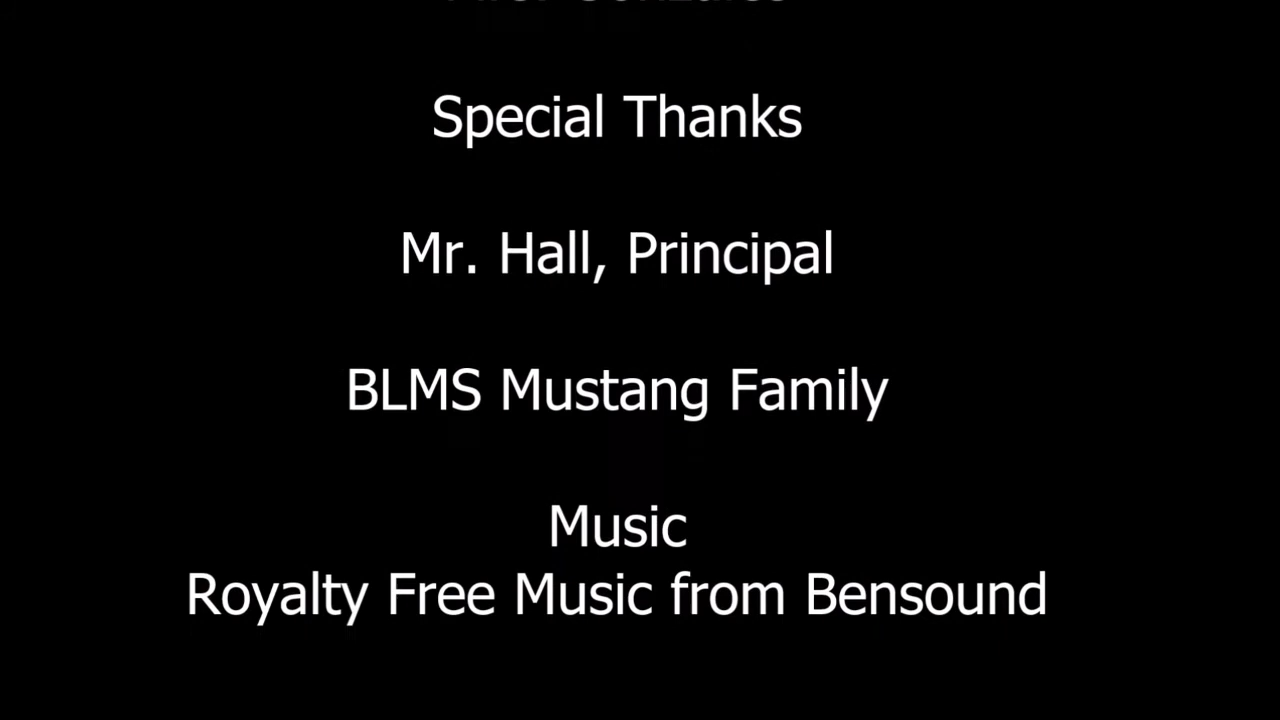 Special Thanks
Mr. Hall, Principal
BLMS Mustang Family
Music
Royalty Free Music from Bensound